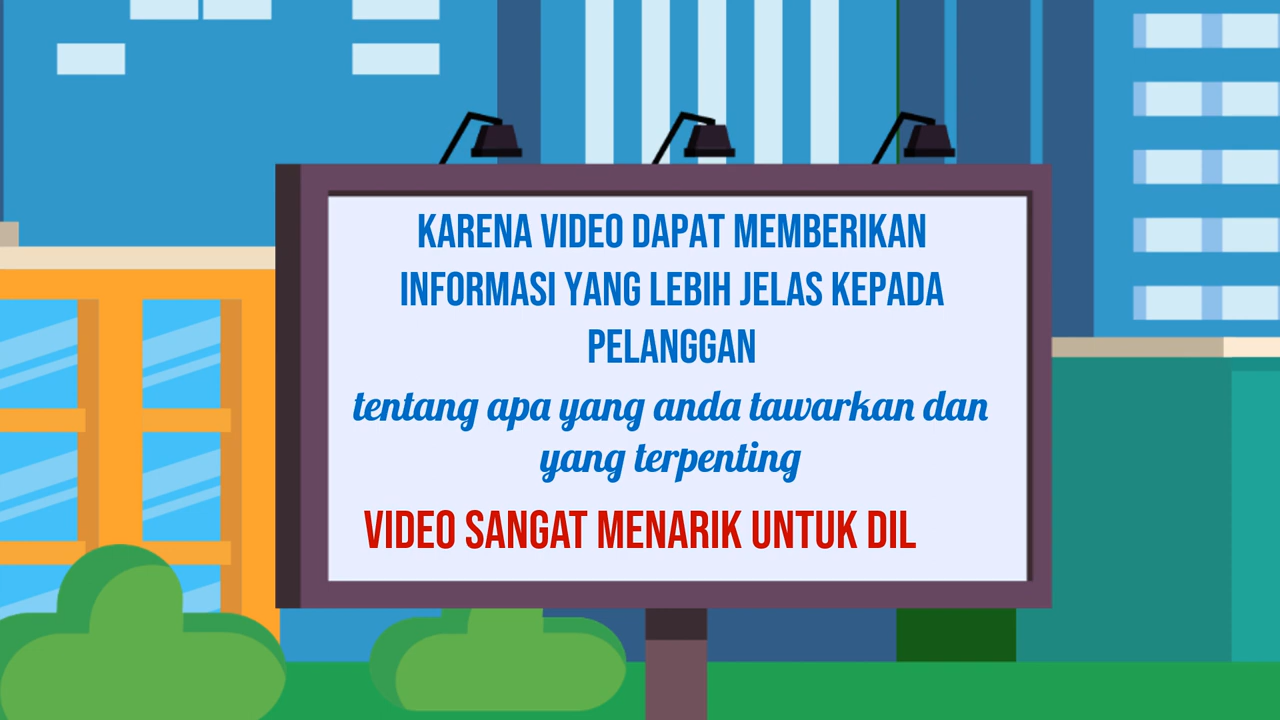 KARENA VIDEO DAPAT MEMBERIKAN
INFORMASI YANG LEBIH JELAS KEPADA
PELANGGAN
tentang apa yang anda tawarkan dan
yang terpenting
VIDEO SANGAT MENARIK UNTUK DIL